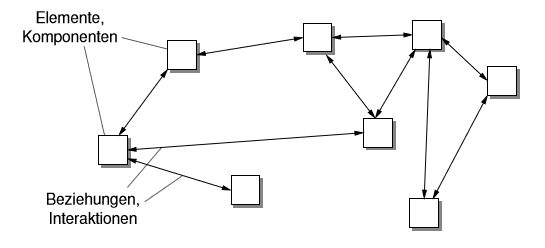 Elemente,
Komponenten
Beziehungen,
Interaktionen